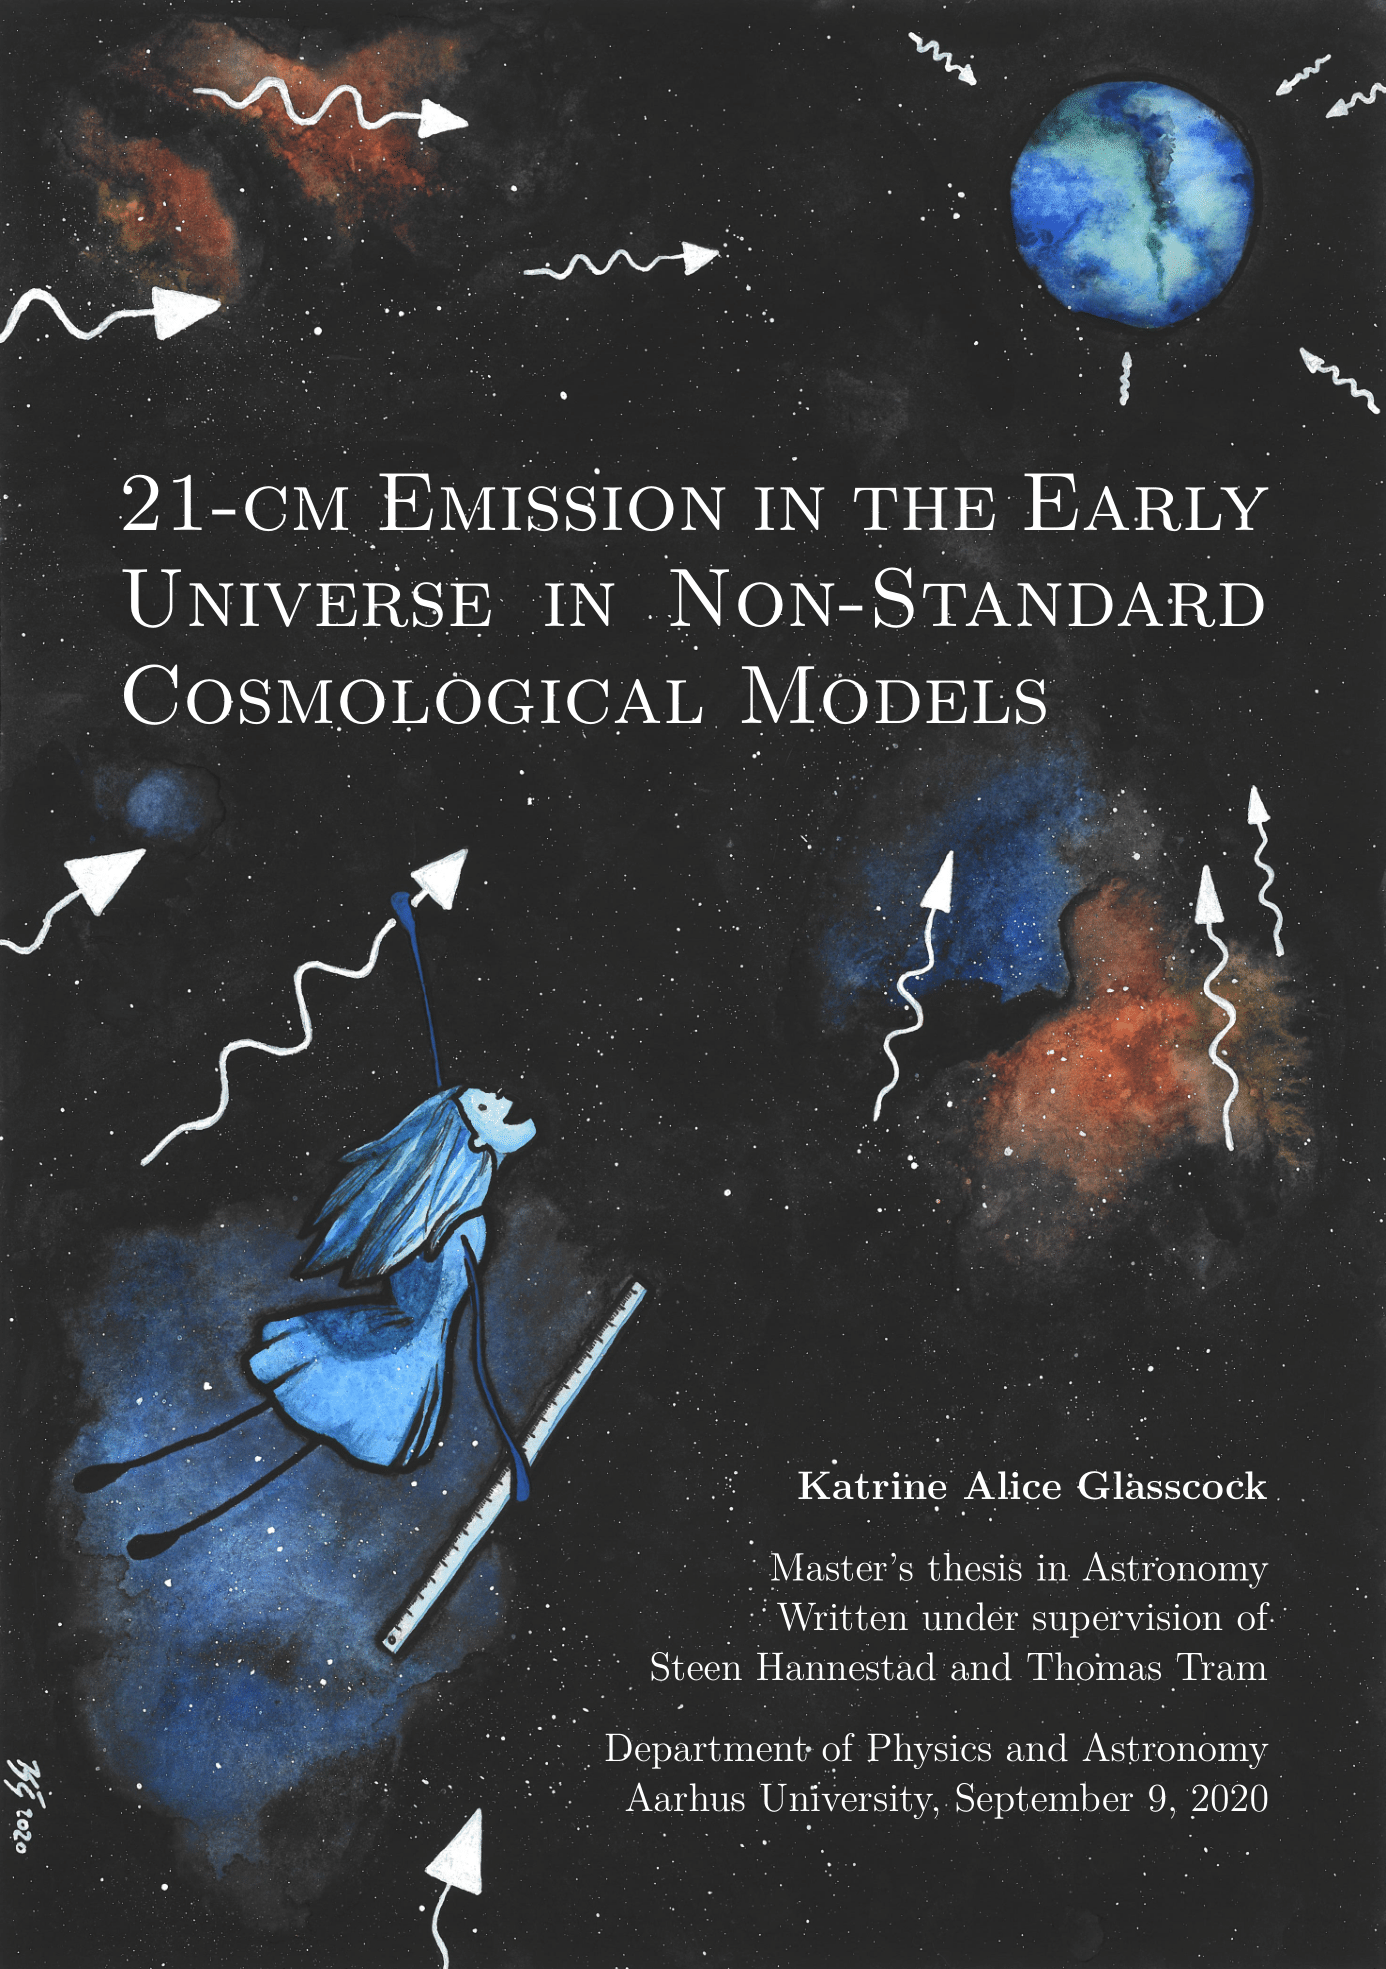 21-cm Emission in the Early
Universe in Non-Standard
Cosmological Models
Katrine Alice Glasscock
Master's thesis in Astronomy
Written under supervision of
Steen Hannestad and Thomas Tram
Department of Physics and Astronomy
Aarhus University, September 9, 2020
2020